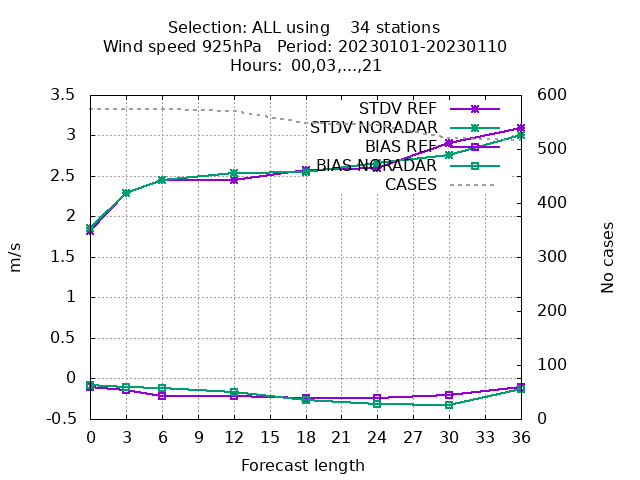 Selection: ALL using    34 stations
Wind speed 925hPa   Period: 20230101-20230110
Hours:  00,03,...,21
3.5
3
2.5
2
1.5
1
0.5
0
-0.5
600
500
400
300
200
100
0
m/s
No cases
STDV REF
STDV NORADAR
BIAS REF
BIAS NORADAR
CASES
0 3 6 9 12 15 18 21 24 27 30 33 36
Forecast length